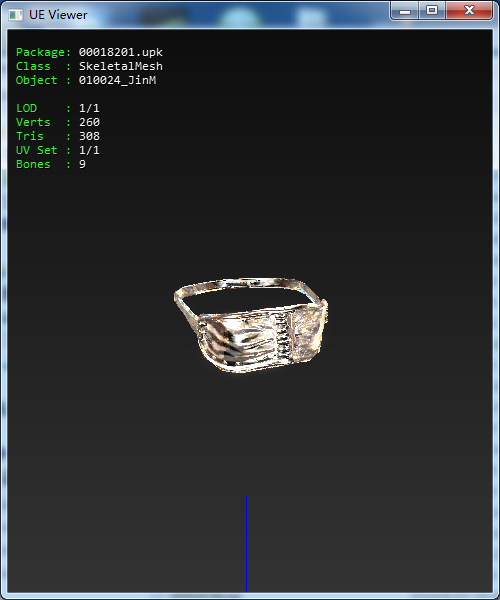 UE Viewer
Package: 00018201.upk
Class : SkeletalMesh
Object : 010024_JinM
LOD : 1/1
Verts : 260
Tris : 308
UV Set : 1/1
Bones : 9